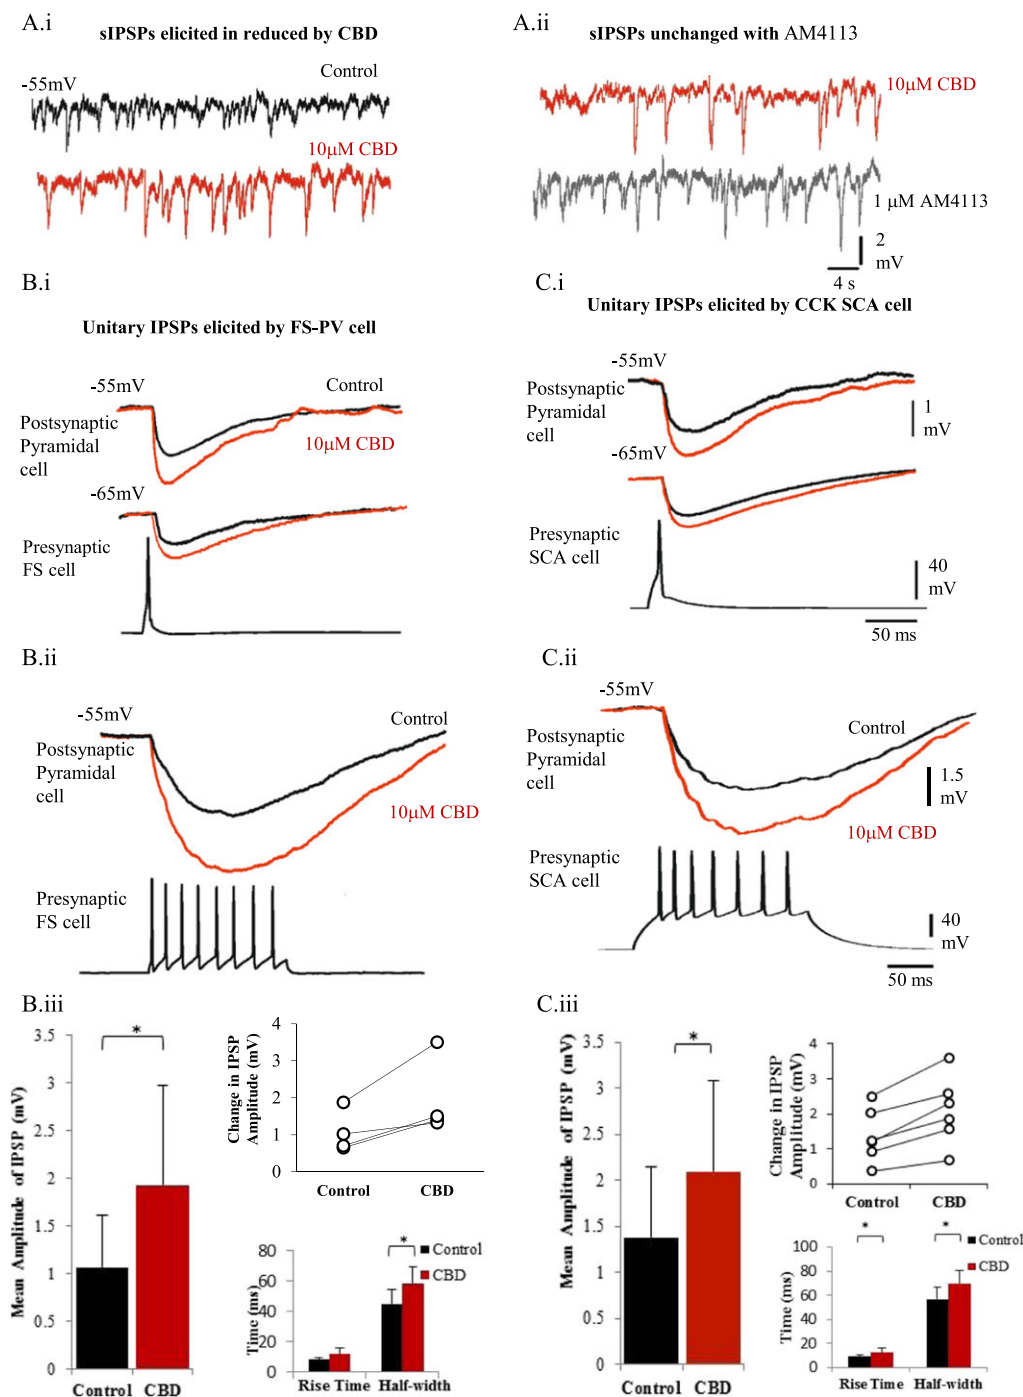 A.i
sIPSPs elicited in reduced by CBD
-55mV
Control
10μM CBD
A.ii
sIPSPs unchanged with AM4113
10μM CBD
1 μM AM4113
2
mV
4 s
B.i
Unitary IPSPs elicited by FS-PV cell
-55mV
Control
Postsynaptic
Pyramidal
cell
10μM CBD
-65mV
Presynaptic
FS cell
C.i
Unitary IPSPs elicited by CCK SCA cell
-55mV
Postsynaptic
Pyramidal
cell
1
mV
-65mV
Presynaptic
SCA cell
40
mV
50 ms
B.ii
-55mV
Control
Postsynaptic
Pyramidal
cell
10μM CBD
Presynaptic
FS cell
C.ii
-55mV
Control
Postsynaptic
Pyramidal
cell
1.5
mV
10μM CBD
Presynaptic
SCA cell
40
mV
50 ms
B.iii
Mean Amplitude of IPSP (mV)
3.5
3
2.5
2
1.5
1
0.5
0
*
Control CBD
Change in IPSP
Amplitude (mV)
4
3
2
1
0
Control CBD
Time (ms)
80
60
40
20
0
*
Control
CBD
Rise Time Half-width
C.iii
Mean Amplitude of IPSP (mV)
3.5
3
2.5
2
1.5
1
0.5
0
*
Control CBD
Change in IPSP
Amplitude (mV)
4
3
2
1
0
Control CBD
Time (ms)
100
80
60
40
20
0
*
*
Control
CBD
Rise Time Half-width